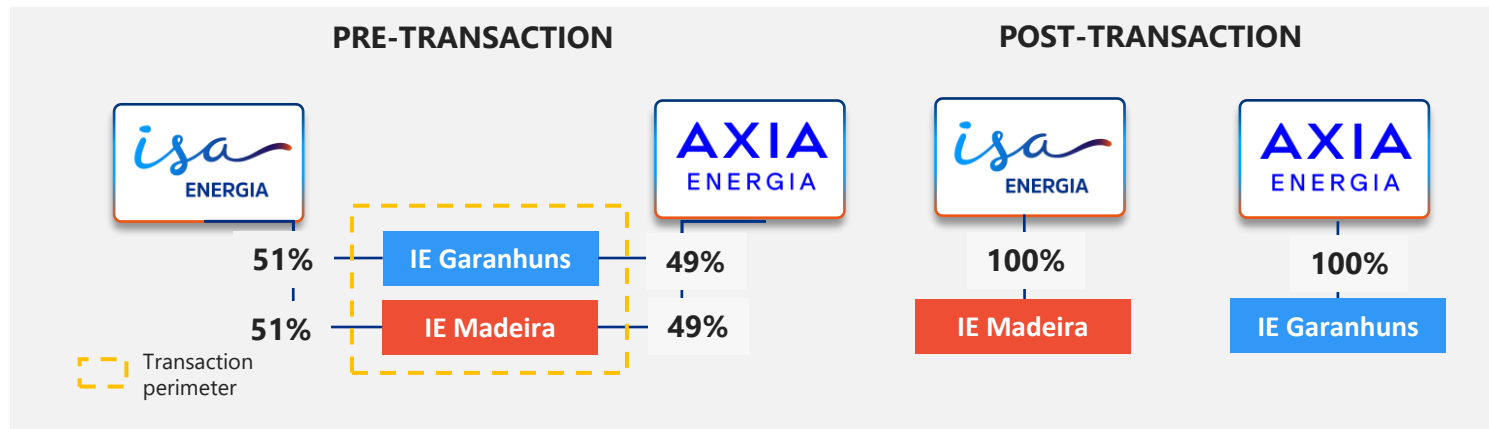 PRE-TRANSACTION
POST-TRANSACTION
isa
ENERGIA
AXIA
ENERGIA
isa
ENERGIA
AXIA
ENERGIA
51%
IE Garanhuns
49%
100%
100%
51%
IE Madeira
49%
IE Madeira
IE Garanhuns
Transaction
perimeter